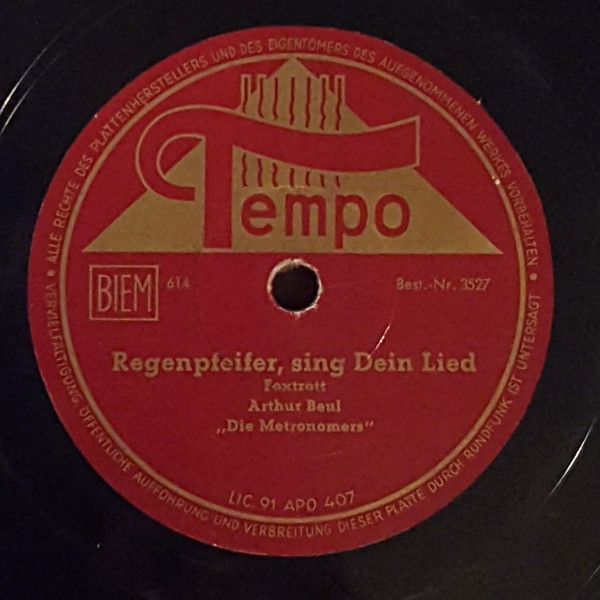 • ALLE RECHTE DES PLATTENHERSTELLERS UND DES EIGENTÜMERS DES AUFGENOMMENEN WERKES VORBEHALTEN •
Tempo
BIEM 614 Best.-Nr. 3527
Regenpfeifer, sing Dein Lied
Foxtrott
Arthur Beul
„Die Metronomers“
LIC. 91 APO 407
VERVIELFÄLTIGUNG, ÖFFENTLICHE AUFFÜHRUNG UND VERBREITUNG DIESER PLATTE DURCH RUNDFUNK IST UNTERSAGT